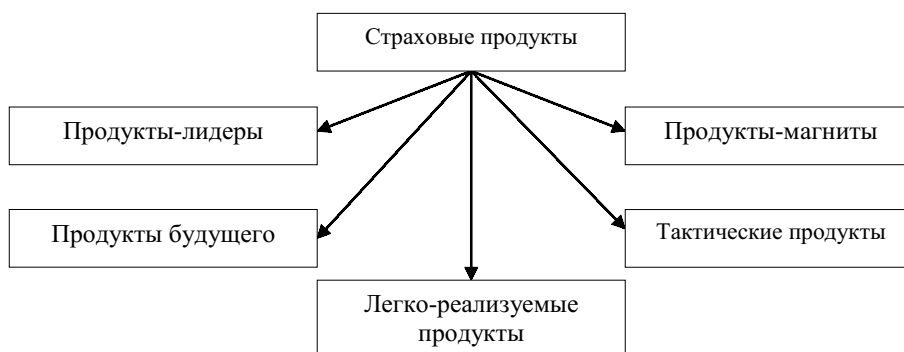 Страховые продукты
Продукты-лидеры
Продукты-магниты
Продукты будущего
Тактические продукты
Легко-реализуемые
продукты